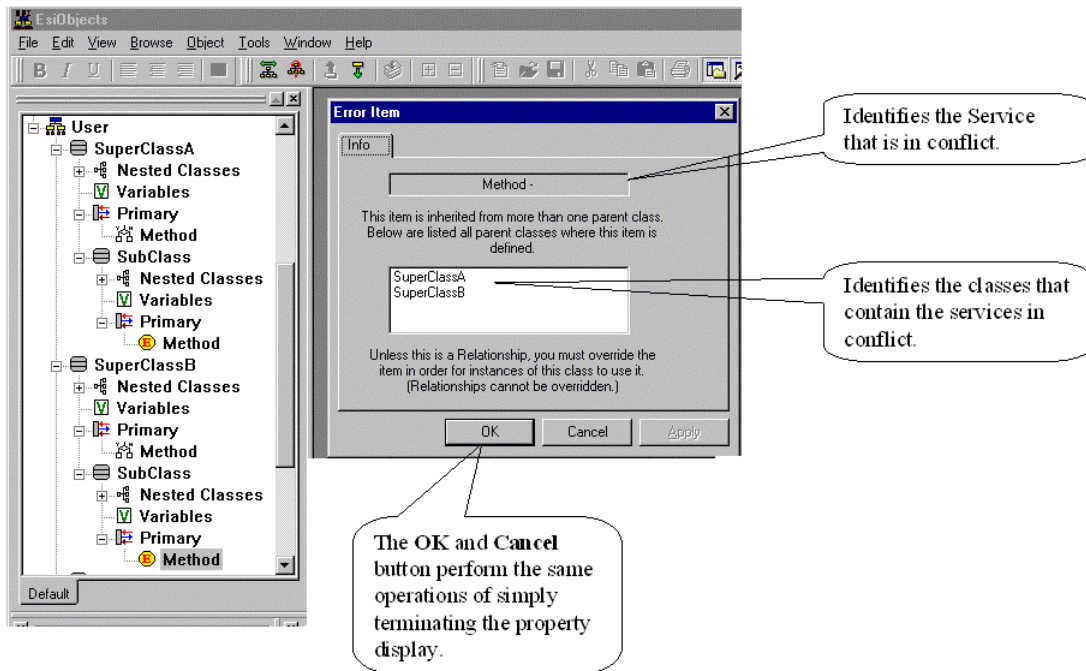 EsiObjects
File Edit View Browse Object Tools Window Help
B I U
User
SuperClassA
Nested Classes
V Variables
Primary
Method
SubClass
Nested Classes
V Variables
Primary
E Method
SuperClassB
Nested Classes
V Variables
Primary
Method
SubClass
Nested Classes
V Variables
Primary
E Method
Default
Error Item
Info
Method -
This item is inherited from more than one parent class.
Below are listed all parent classes where this item is
defined.
SuperClassA
SuperClassB
Unless this is a Relationship, you must override the
item in order for instances of this class to use it.
(Relationships cannot be overridden.)
OK Cancel Apply
Identifies the Service
that is in conflict.
Identifies the classes that
contain the services in
conflict.
The OK and Cancel
button perform the same
operations of simply
terminating the property
display.